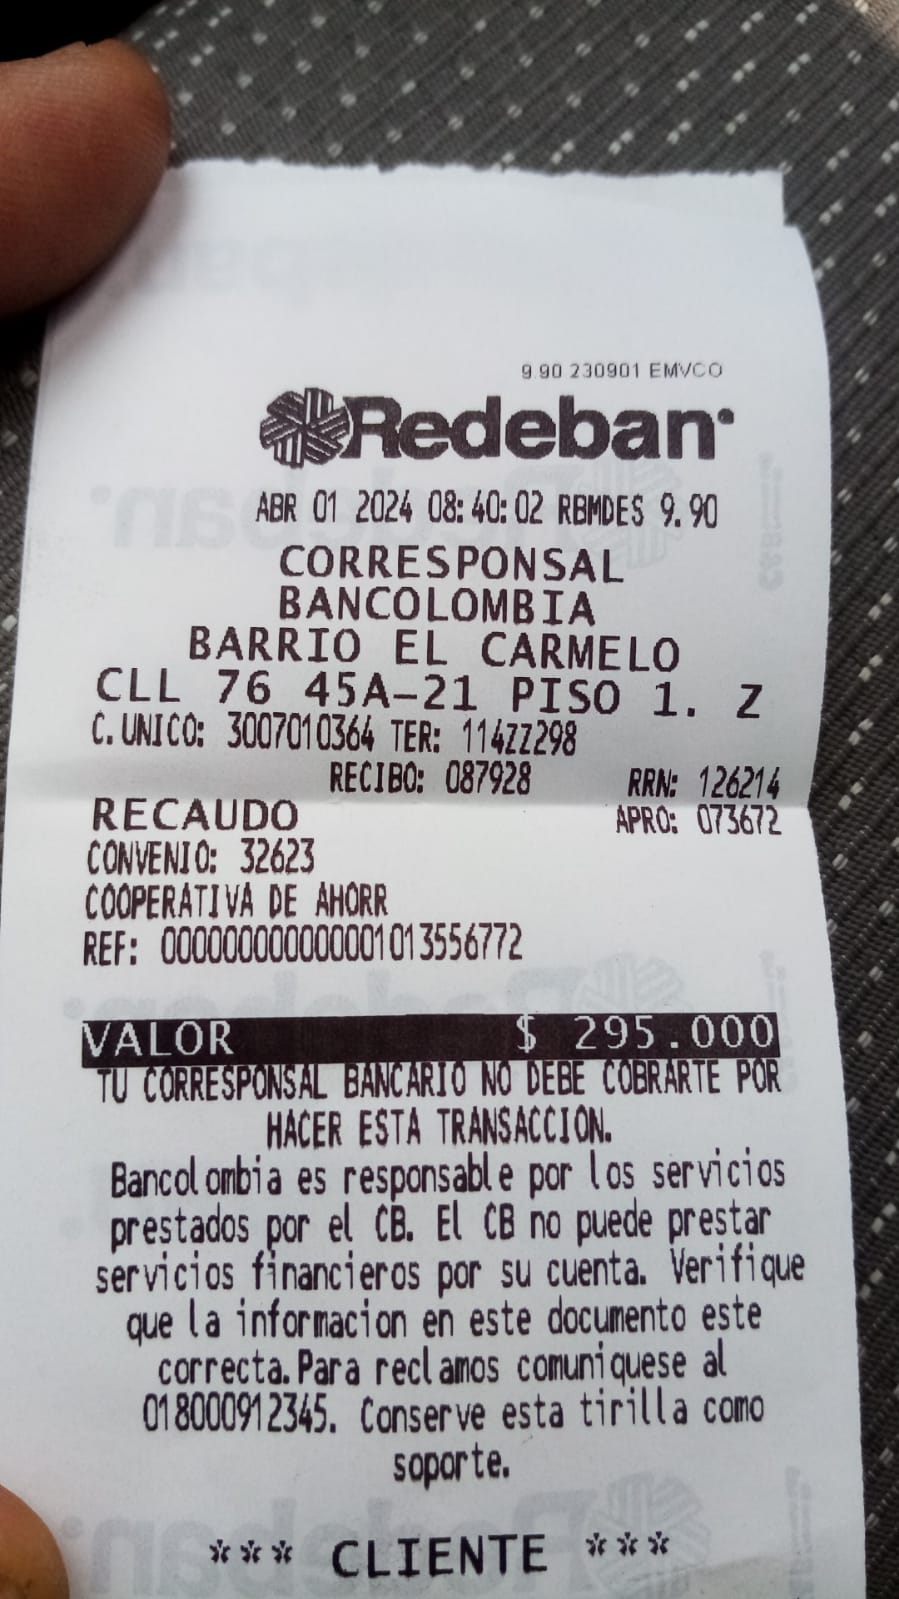 9.90 230901 EMVCO
Redeban
ABR 01 2024 08:40:02 RBMDES 9.90
CORRESPONSAL
BANCOLOMBIA
BARRIO EL CARMELO
CLL 76 45A-21 PISO 1. Z
C.UNICO: 3007010364 TER: 114ZZ298
RECIBO: 087928 RRN: 126214
RECAUDO APRO: 073672
CONVENIO: 32623
COOPERATIVA DE AHORR
REF: 00000000000001013556772
VALOR $ 295.000
TU CORRESPONSAL BANCARIO NO DEBE COBRARTE POR
HACER ESTA TRANSACCION.
Bancolombia es responsable por los servicios
prestados por el CB. El CB no puede prestar
servicios financieros por su cuenta. Verifique
que la informacion en este documento este
correcta.Para reclamos comuniquese al
018000912345. Conserve esta tirilla como
soporte.
*** CLIENTE ***